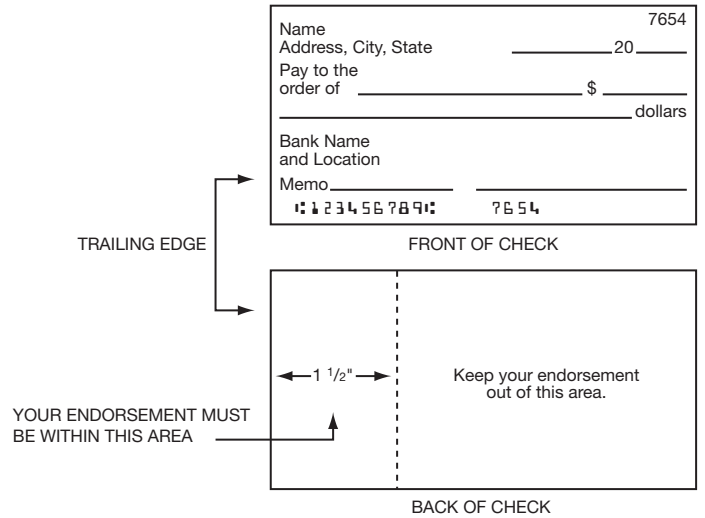 7654
Name
Address, City, State 20
Pay to the
order of $
dollars
Bank Name
and Location
Memo
⑆123456789⑆ 7654
TRAILING EDGE
FRONT OF CHECK
1 1/2"
Keep your endorsement
out of this area.
YOUR ENDORSEMENT MUST
BE WITHIN THIS AREA
BACK OF CHECK